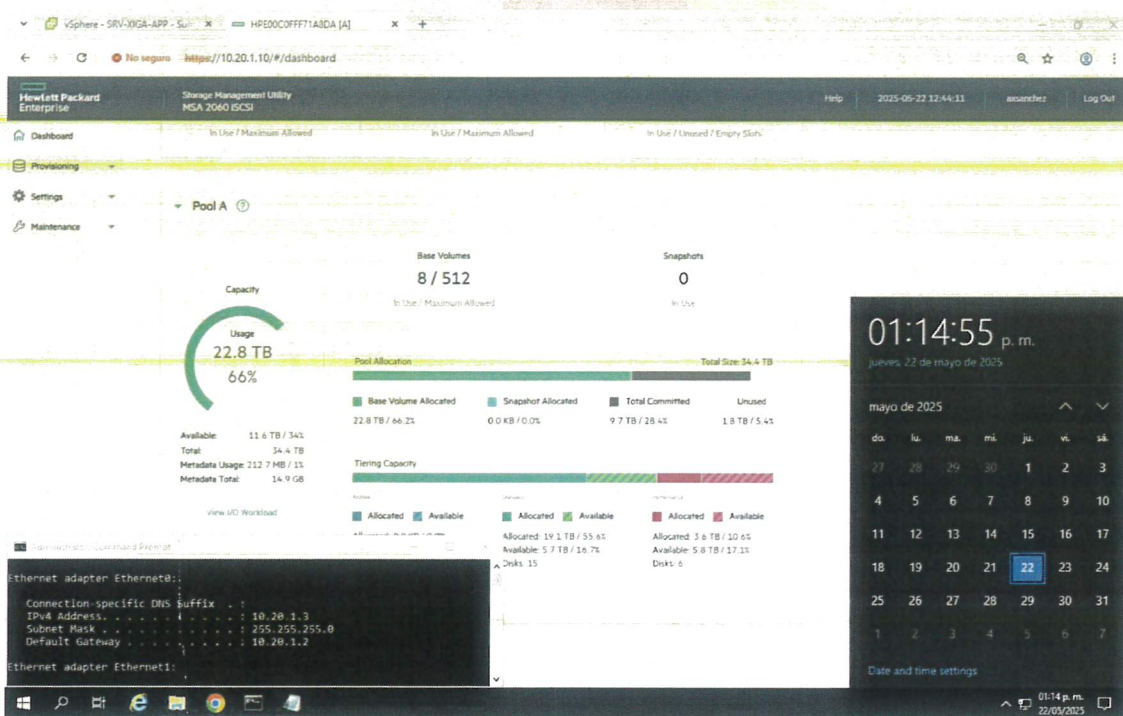 vSphere - SRV-XIGA-APP - Su
HPE00C0FFF71A8DA [A]
No seguro https://10.20.1.10/#/dashboard
Hewlett Packard
Enterprise
Storage Management Utility
MSA 2060 iSCSI
Help
2025-05-22 12:44:11
axsanchez
Log Out
Dashboard
Provisioning
Settings
Maintenance
In Use / Maximum Allowed
In Use / Maximum Allowed
In Use / Unused / Empty Slots
Pool A
Base Volumes
8 / 512
In Use / Maximum Allowed
Snapshots
0
In Use
Capacity
Usage
22.8 TB
66%
Available: 11.6 TB / 34%
Total: 34.4 TB
Metadata Usage: 212.7 MB / 1%
Metadata Total: 14.9 GB
View I/O Workload
Pool Allocation
Total Size: 34.4 TB
Base Volume Allocated
Snapshot Allocated
Total Committed
Unused
22.8 TB / 66.2%
0.0 KB / 0.0%
9.7 TB / 28.4%
1.8 TB / 5.4%
Tiering Capacity
Allocated Available
Allocated Available
Allocated Available
Allocated: 19.1 TB / 55.6%
Available: 5.7 TB / 16.7%
Disks: 15
Allocated: 3.6 TB / 10.6%
Available: 5.8 TB / 17.1%
Disks: 6
Administrator: Command Prompt
Ethernet adapter Ethernet0:
Connection-specific DNS Suffix . :
IPv4 Address. . . . . . . . . . . : 10.20.1.3
Subnet Mask . . . . . . . . . . . : 255.255.255.0
Default Gateway . . . . . . . . . : 10.20.1.2
Ethernet adapter Ethernet1:
01:14:55 p. m.
jueves, 22 de mayo de 2025
mayo de 2025
do. lu. ma. mi. ju. vi. sá.
27 28 29 30 1 2 3
4 5 6 7 8 9 10
11 12 13 14 15 16 17
18 19 20 21 22 23 24
25 26 27 28 29 30 31
1 2 3 4 5 6 7
Date and time settings
01:14 p. m.
22/05/2025